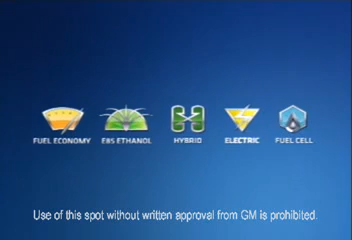 FUEL ECONOMY E85 ETHANOL HYBRID ELECTRIC FUEL CELL
Use of this spot without written approval from GM is prohibited.